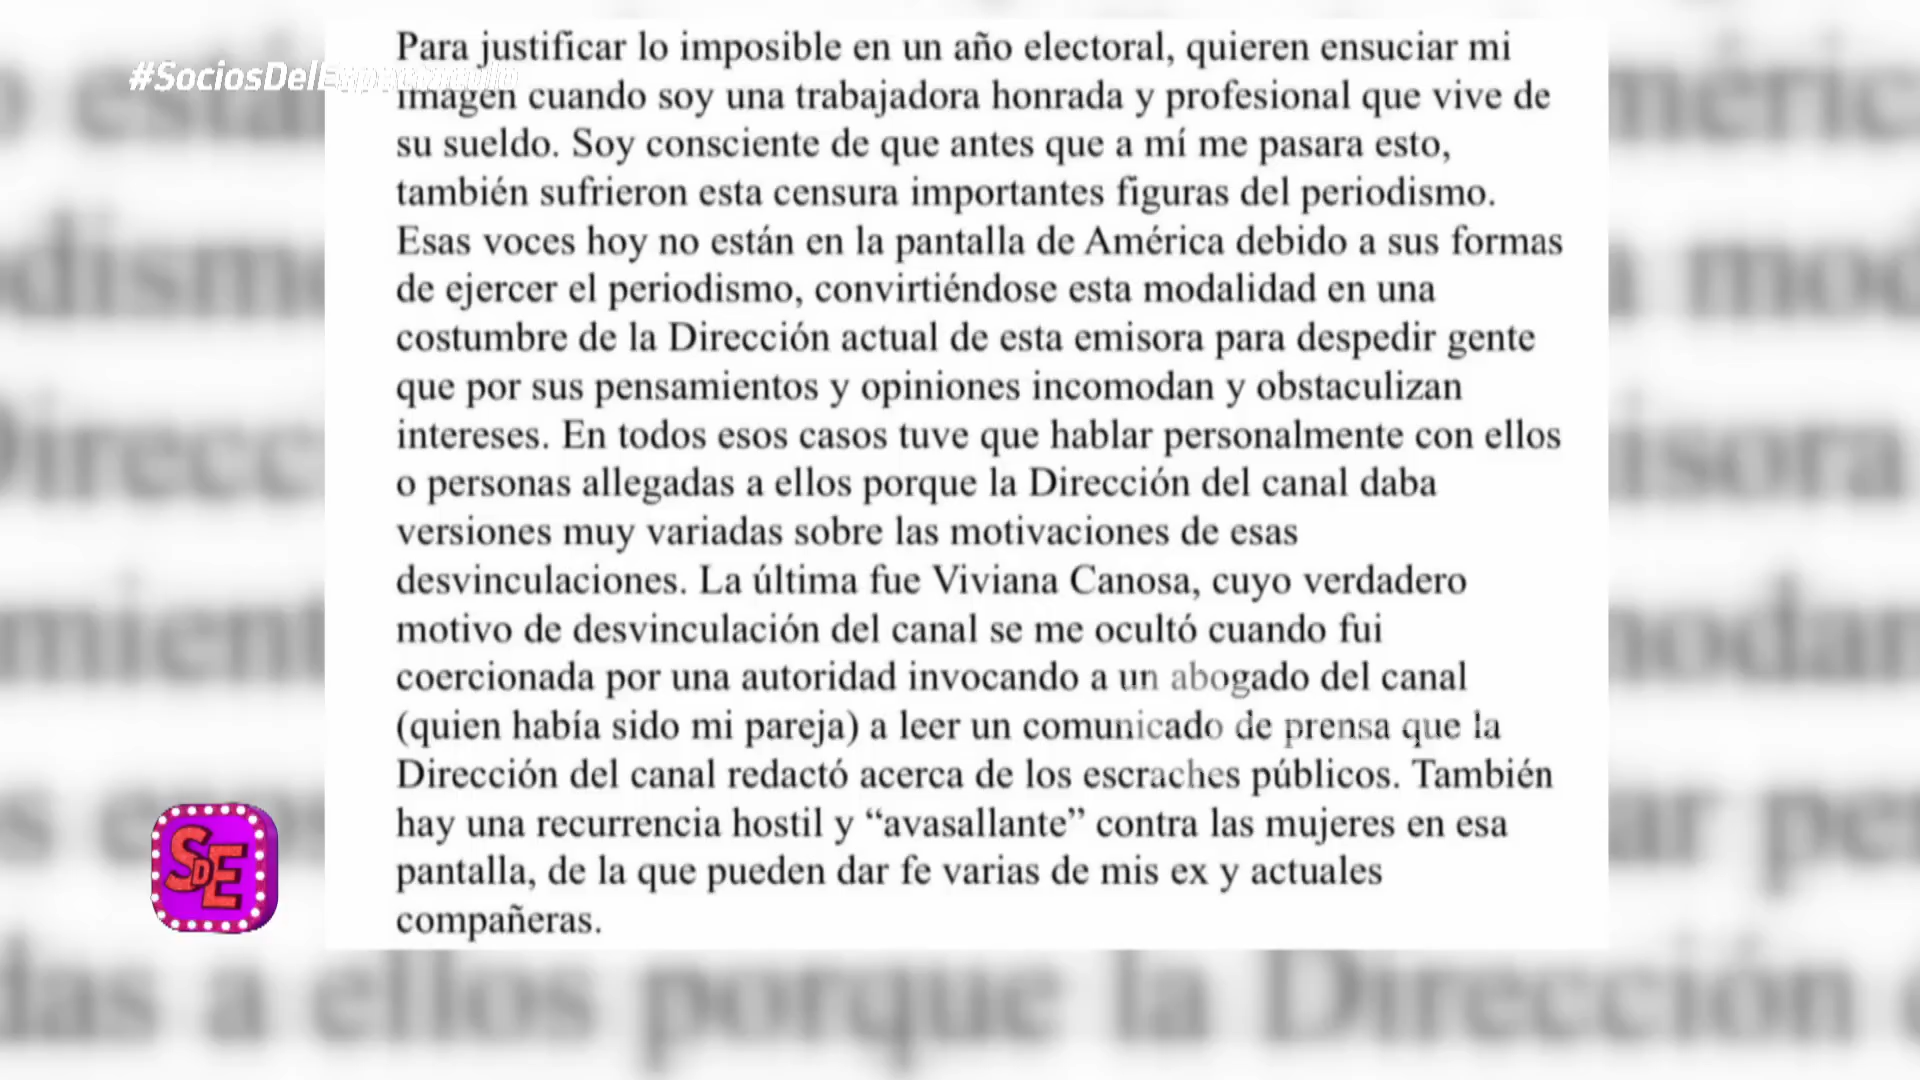 #SociosDelEspectáculo
Para justificar lo imposible en un año electoral, quieren ensuciar mi
imagen cuando soy una trabajadora honrada y profesional que vive de
su sueldo. Soy consciente de que antes que a mí me pasara esto,
también sufrieron esta censura importantes figuras del periodismo.
Esas voces hoy no están en la pantalla de América debido a sus formas
de ejercer el periodismo, convirtiéndose esta modalidad en una
costumbre de la Dirección actual de esta emisora para despedir gente
que por sus pensamientos y opiniones incomodan y obstaculizan
intereses. En todos esos casos tuve que hablar personalmente con ellos
o personas allegadas a ellos porque la Dirección del canal daba
versiones muy variadas sobre las motivaciones de esas
desvinculaciones. La última fue Viviana Canosa, cuyo verdadero
motivo de desvinculación del canal se me ocultó cuando fui
coercionada por una autoridad invocando a un abogado del canal
(quien había sido mi pareja) a leer un comunicado de prensa que la
Dirección del canal redactó acerca de los escraches públicos. También
hay una recurrencia hostil y “avasallante” contra las mujeres en esa
pantalla, de la que pueden dar fe varias de mis ex y actuales
compañeras.
SDE